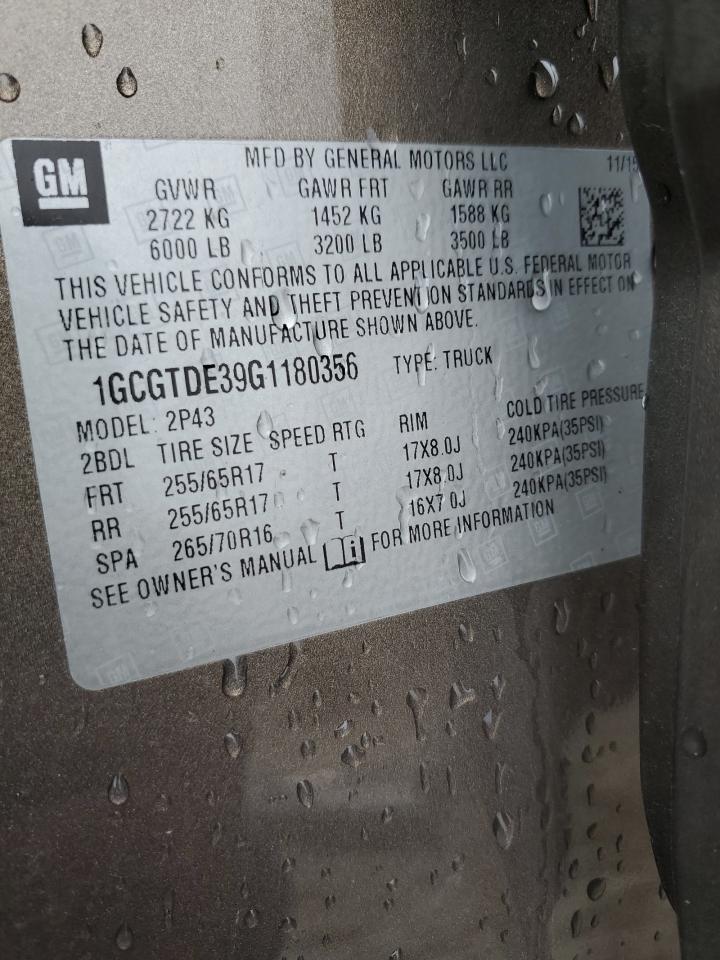 GM
MFD BY GENERAL MOTORS LLC 11/15
GVWR GAWR FRT GAWR RR
2722 KG 1452 KG 1588 KG
6000 LB 3200 LB 3500 LB
THIS VEHICLE CONFORMS TO ALL APPLICABLE U.S. FEDERAL MOTOR
VEHICLE SAFETY AND THEFT PREVENTION STANDARDS IN EFFECT ON
THE DATE OF MANUFACTURE SHOWN ABOVE.
1GCGTDE39G1180356 TYPE: TRUCK
MODEL: 2P43
2BDL TIRE SIZE SPEED RTG RIM COLD TIRE PRESSURE
FRT 255/65R17 T 17X8.0J 240KPA(35PSI)
RR 255/65R17 T 17X8.0J 240KPA(35PSI)
SPA 265/70R16 T 16X7.0J 240KPA(35PSI)
SEE OWNER'S MANUAL FOR MORE INFORMATION